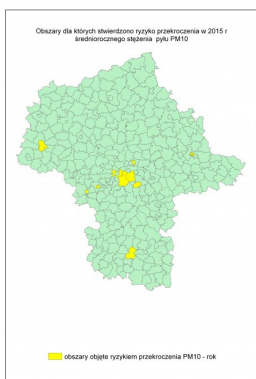 Obszary dla których stwierdzono ryzyko przekroczenia w 2015 r
średniorocznego stężenia pyłu PM10
obszary objęte ryzykiem przekroczenia PM10 - rok